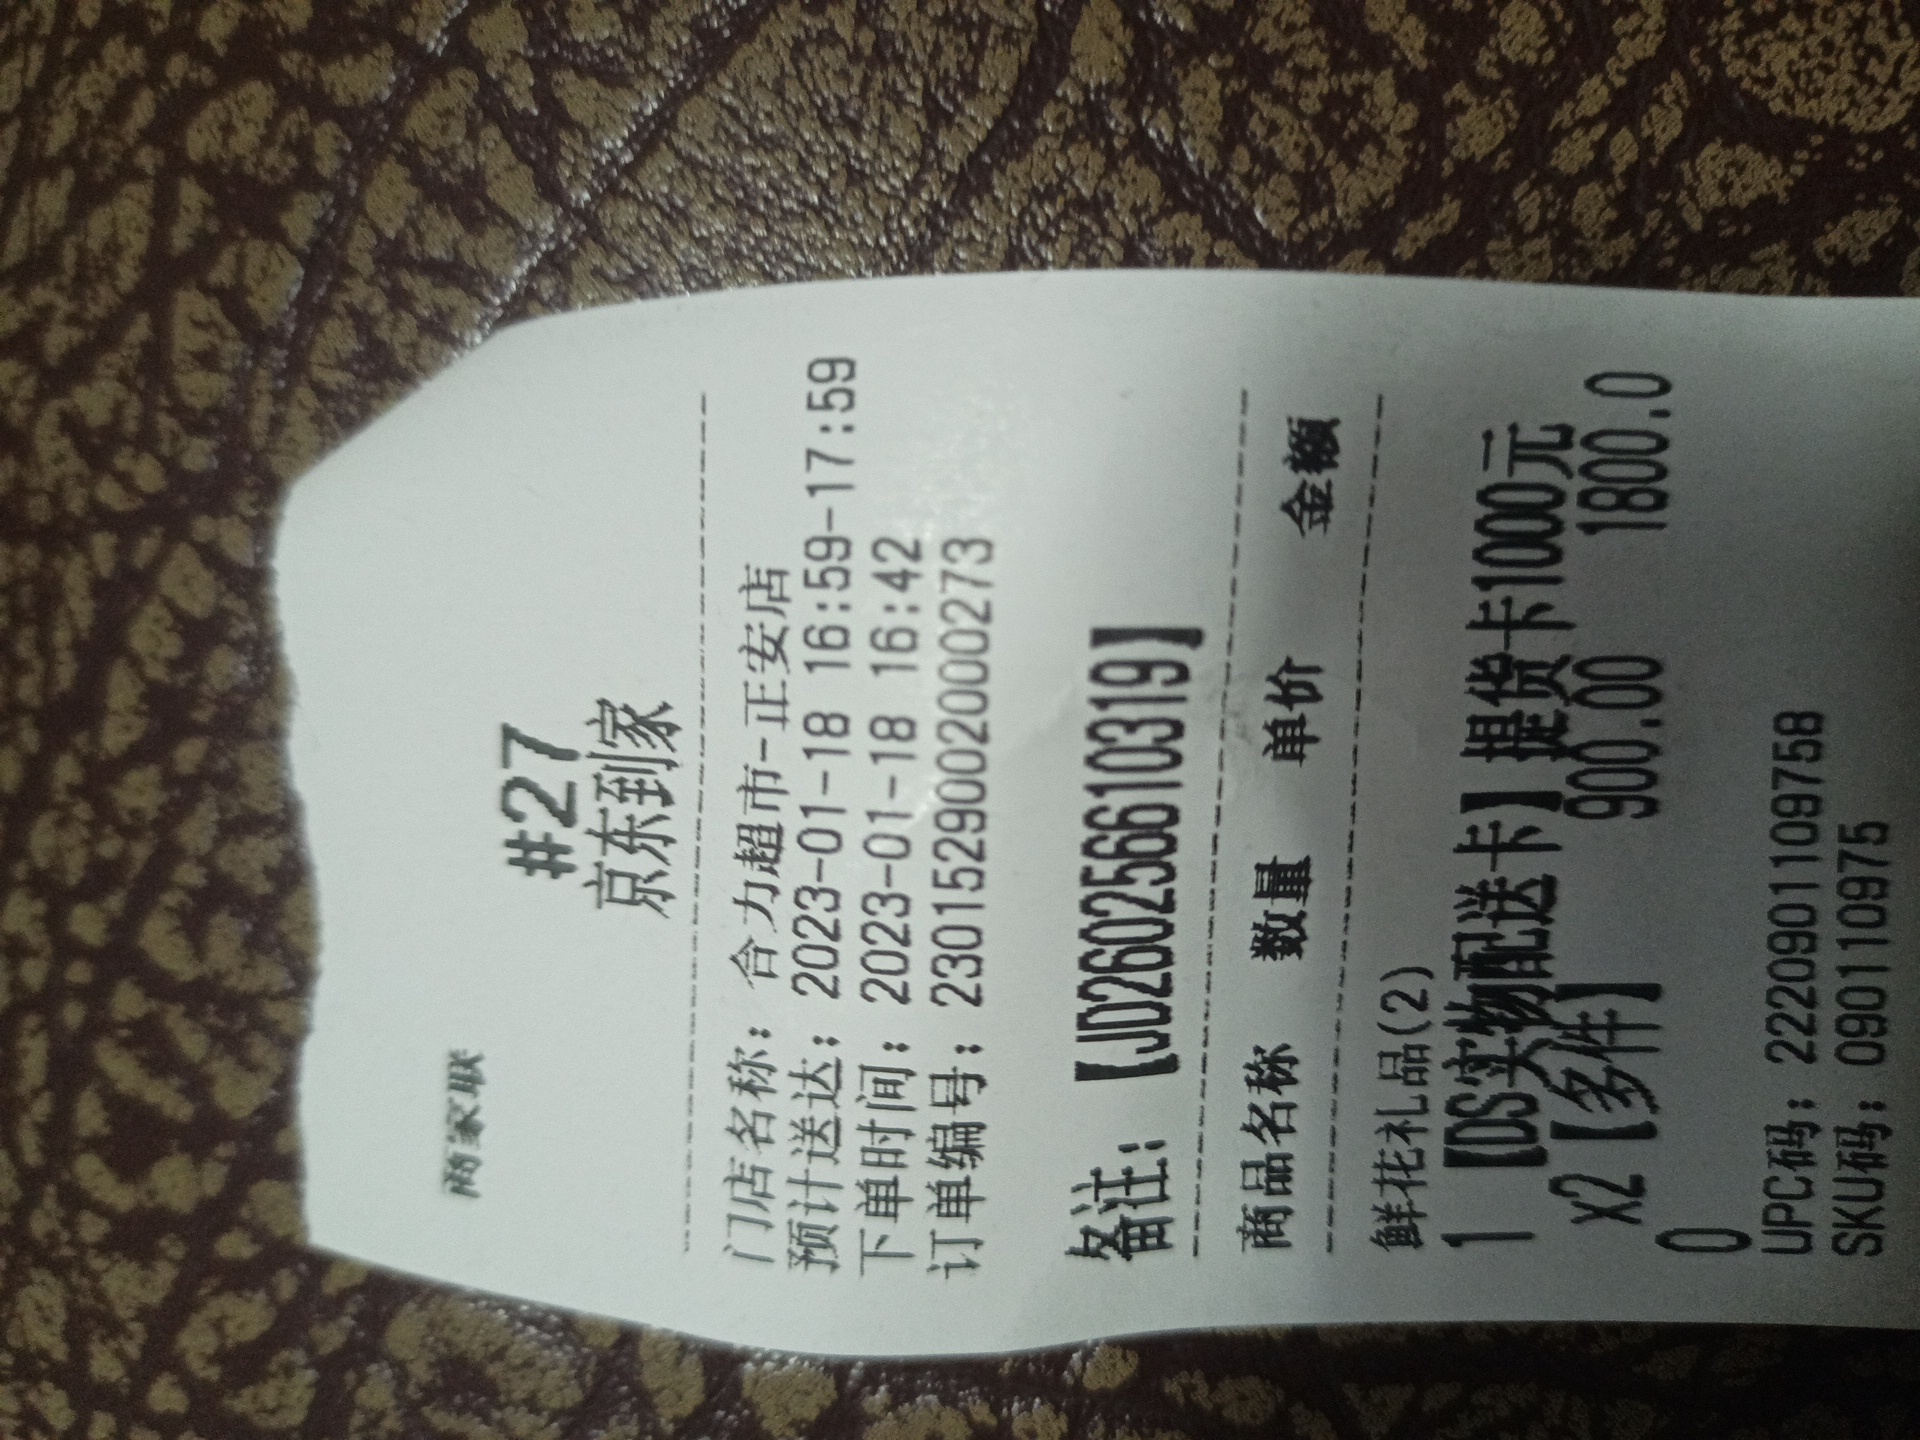 商家联
#27
京东到家
门店名称：合力超市-正安店
预计送达：2023-01-18 16:59-17:59
下单时间：2023-01-18 16:42
订单编号：2301529002000273
备注：【JD26025661031​9】
商品名称 数量 单价 金额
鲜花礼品(2)
1【DS实物配送卡】提货卡1000元
x2【多件】 900.00 1800.0
0
UPC码：2220901109758
SKU码：090110975